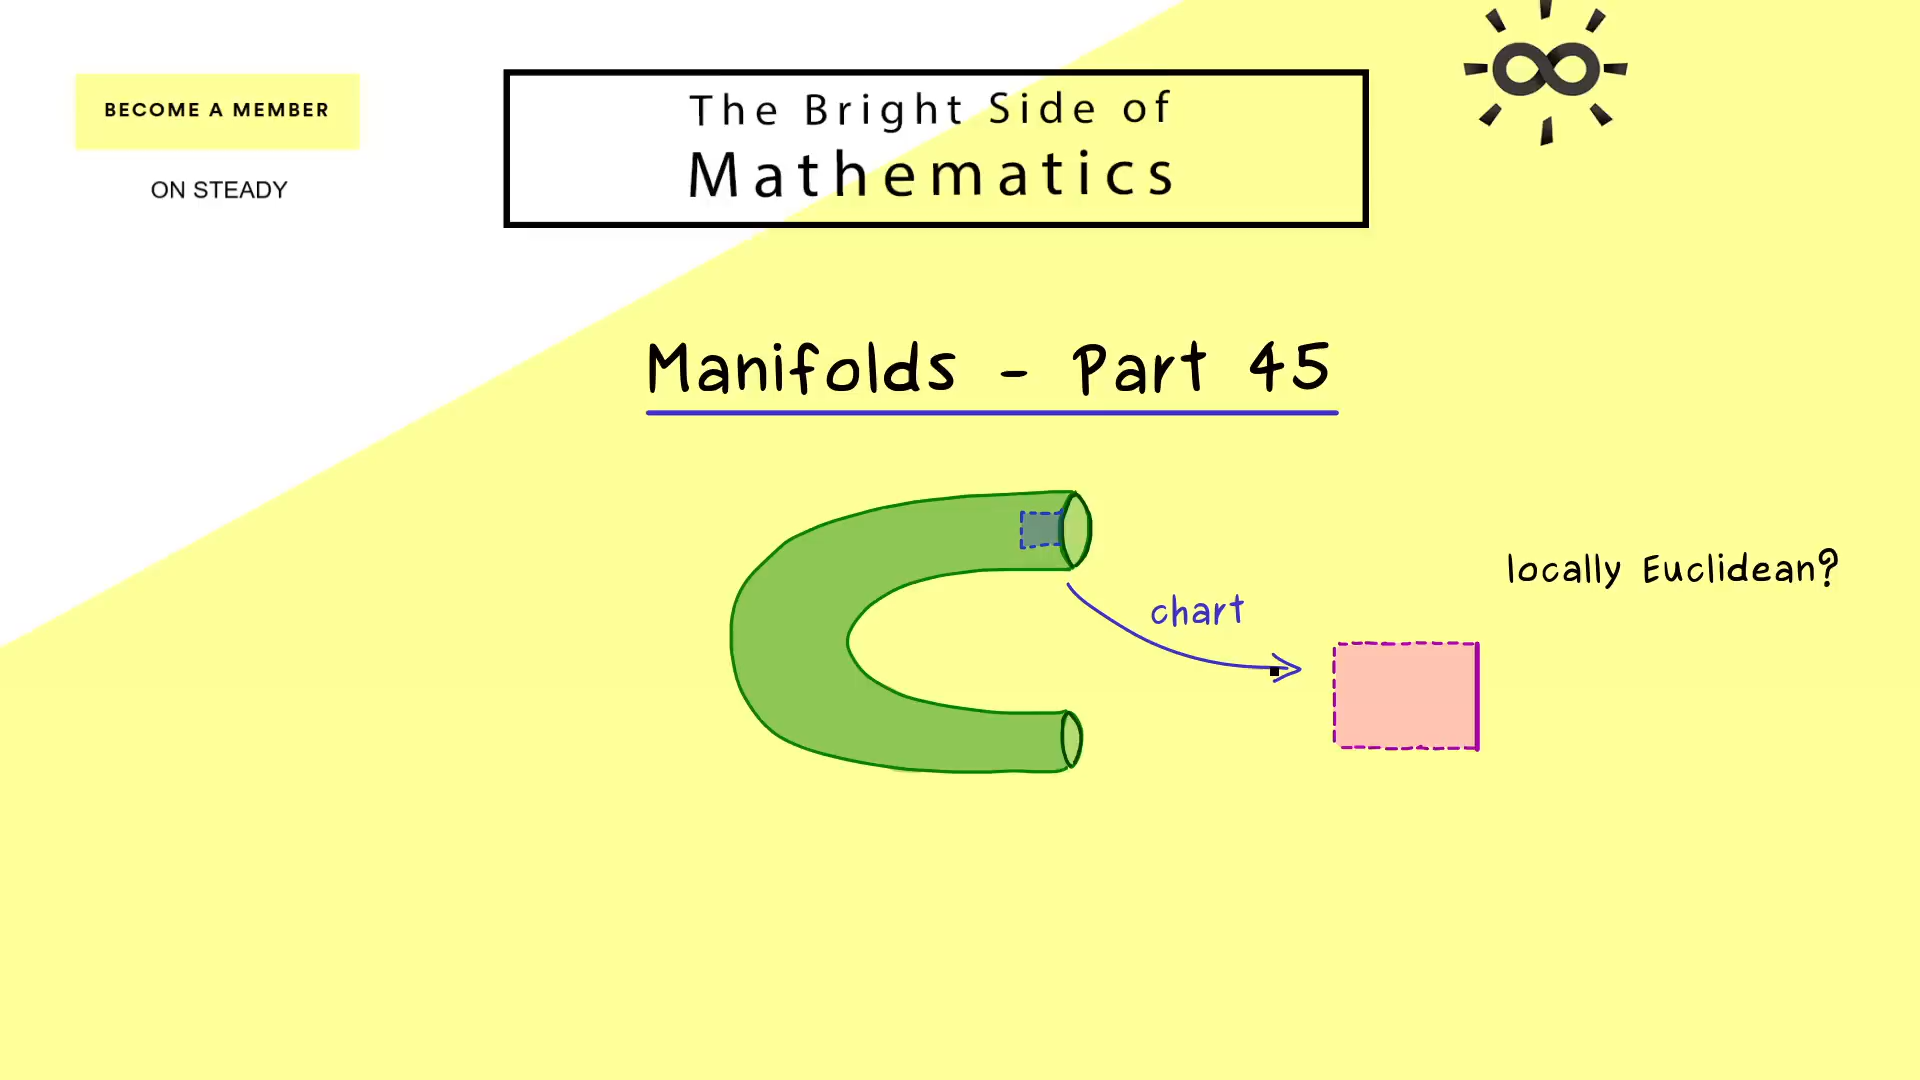 BECOME A MEMBER
ON STEADY
The Bright Side of
Mathematics
Manifolds - Part 45
locally Euclidean?
chart